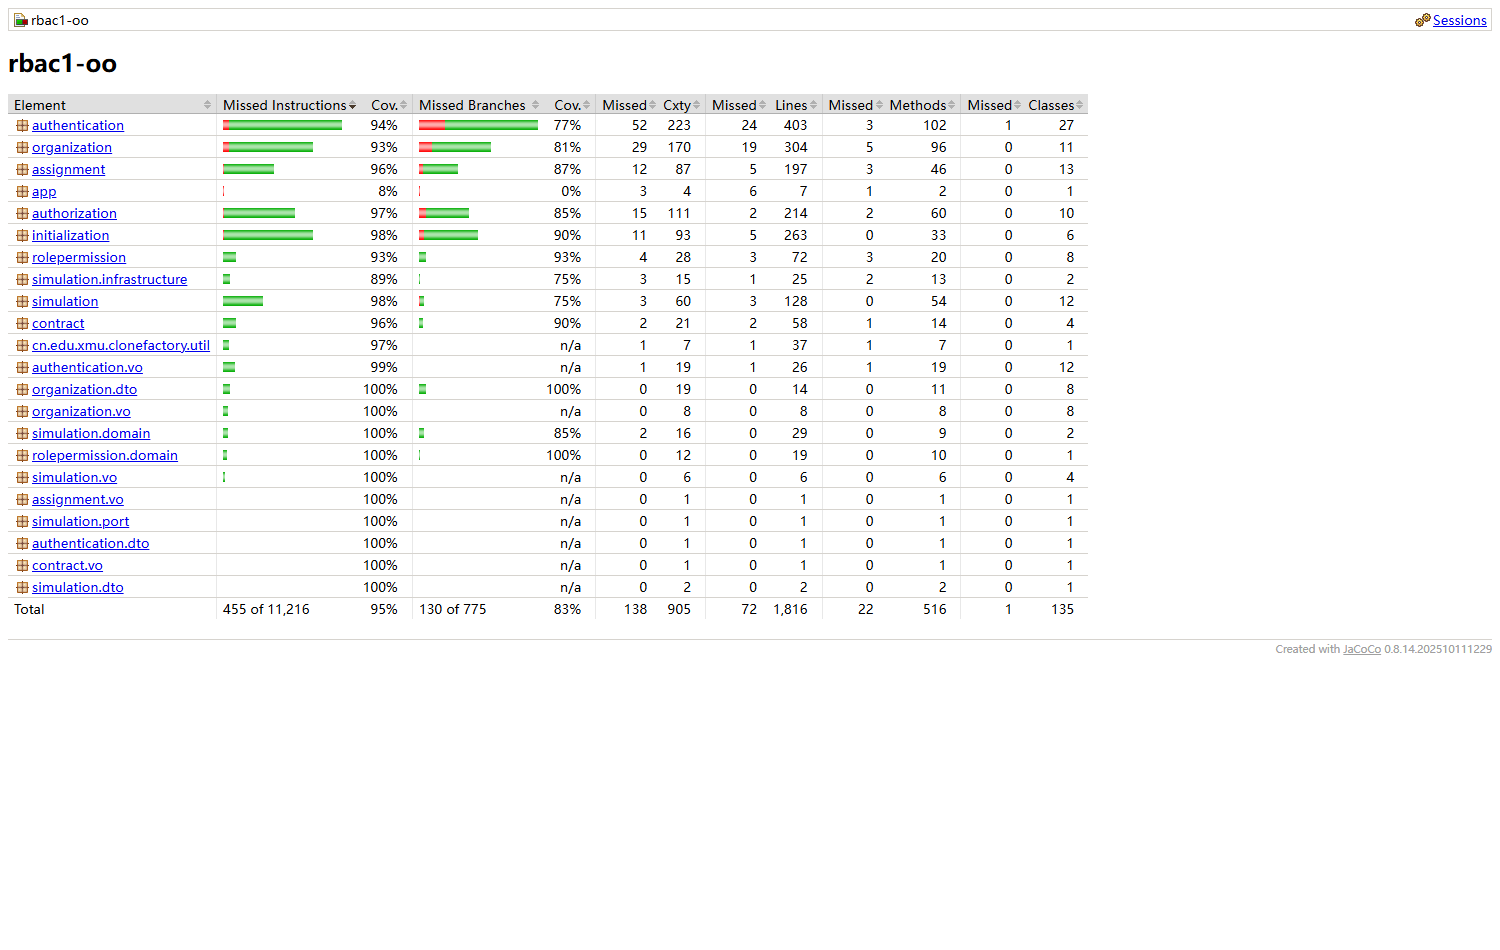 rbac1-oo Sessions
rbac1-oo
Element Missed Instructions Cov. Missed Branches Cov. Missed Cxty Missed Lines Missed Methods Missed Classes
authentication 94% 77% 52 223 24 403 3 102 1 27
organization 93% 81% 29 170 19 304 5 96 0 11
assignment 96% 87% 12 87 5 197 3 46 0 13
app 8% 0% 3 4 6 7 1 2 0 1
authorization 97% 85% 15 111 2 214 2 60 0 10
initialization 98% 90% 11 93 5 263 0 33 0 6
rolepermission 93% 93% 4 28 3 72 3 20 0 8
simulation.infrastructure 89% 75% 3 15 1 25 2 13 0 2
simulation 98% 75% 3 60 3 128 0 54 0 12
contract 96% 90% 2 21 2 58 1 14 0 4
cn.edu.xmu.clonefactory.util 97% n/a 1 7 1 37 1 7 0 1
authentication.vo 99% n/a 1 19 1 26 1 19 0 12
organization.dto 100% 100% 0 19 0 14 0 11 0 8
organization.vo 100% n/a 0 8 0 8 0 8 0 8
simulation.domain 100% 85% 2 16 0 29 0 9 0 2
rolepermission.domain 100% 100% 0 12 0 19 0 10 0 1
simulation.vo 100% n/a 0 6 0 6 0 6 0 4
assignment.vo 100% n/a 0 1 0 1 0 1 0 1
simulation.port 100% n/a 0 1 0 1 0 1 0 1
authentication.dto 100% n/a 0 1 0 1 0 1 0 1
contract.vo 100% n/a 0 1 0 1 0 1 0 1
simulation.dto 100% n/a 0 2 0 2 0 2 0 1
Total 455 of 11,216 95% 130 of 775 83% 138 905 72 1,816 22 516 1 135
Created with JaCoCo 0.8.14.202510111229